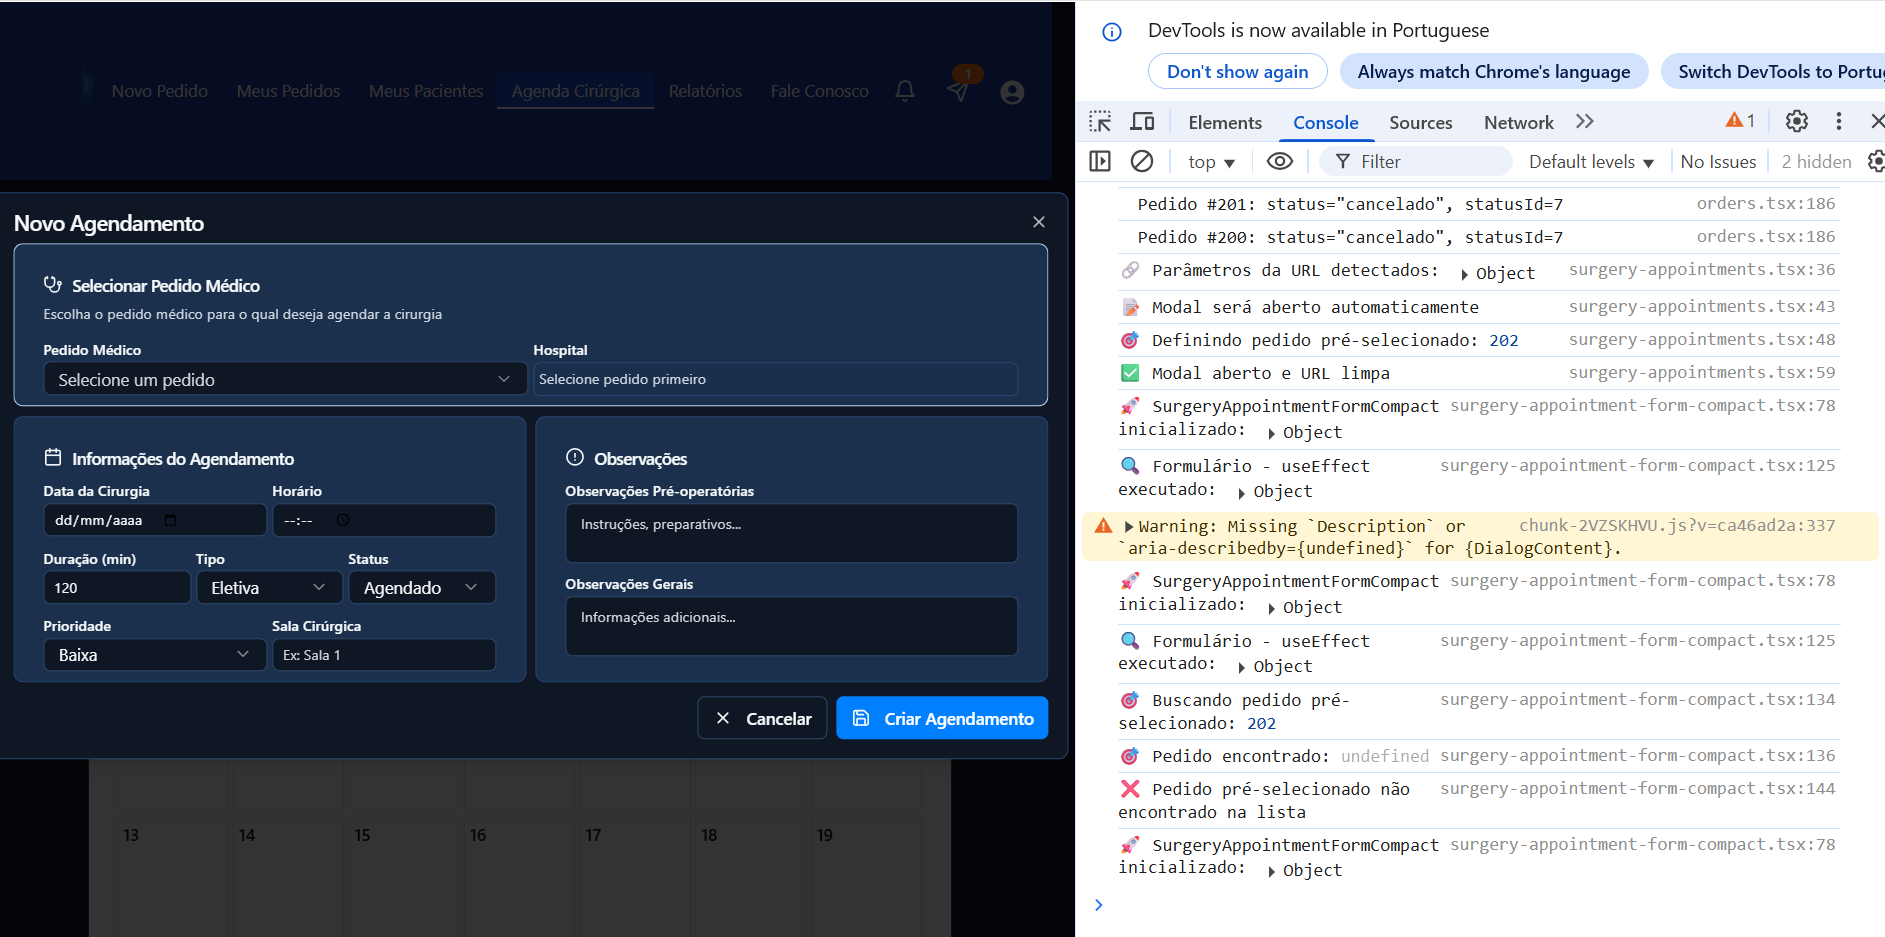 Novo Pedido
Meus Pedidos
Meus Pacientes
Agenda Cirúrgica
Relatórios
Fale Conosco
1
Novo Agendamento
Selecionar Pedido Médico
Escolha o pedido médico para o qual deseja agendar a cirurgia
Pedido Médico
Hospital
Selecione um pedido
Selecione pedido primeiro
Informações do Agendamento
Data da Cirurgia
Horário
dd/mm/aaaa
--:--
Duração (min)
Tipo
Status
120
Eletiva
Agendado
Prioridade
Sala Cirúrgica
Baixa
Ex: Sala 1
Observações
Observações Pré-operatórias
Instruções, preparativos...
Observações Gerais
Informações adicionais...
Cancelar
Criar Agendamento
13
14
15
16
17
18
19
DevTools is now available in Portuguese
Don't show again
Always match Chrome's language
Switch DevTools to Portug
Elements
Console
Sources
Network
1
top
Filter
Default levels
No Issues
2 hidden
Pedido #201: status="cancelado", statusId=7 orders.tsx:186
Pedido #200: status="cancelado", statusId=7 orders.tsx:186
Parâmetros da URL detectados: Object surgery-appointments.tsx:36
Modal será aberto automaticamente surgery-appointments.tsx:43
Definindo pedido pré-selecionado: 202 surgery-appointments.tsx:48
Modal aberto e URL limpa surgery-appointments.tsx:59
SurgeryAppointmentFormCompact surgery-appointment-form-compact.tsx:78
inicializado: Object
Formulário - useEffect surgery-appointment-form-compact.tsx:125
executado: Object
Warning: Missing `Description` or chunk-2VZSKHVU.js?v=ca46ad2a:337
`aria-describedby={undefined}` for {DialogContent}.
SurgeryAppointmentFormCompact surgery-appointment-form-compact.tsx:78
inicializado: Object
Formulário - useEffect surgery-appointment-form-compact.tsx:125
executado: Object
Buscando pedido pré- surgery-appointment-form-compact.tsx:134
selecionado: 202
Pedido encontrado: undefined surgery-appointment-form-compact.tsx:136
Pedido pré-selecionado não surgery-appointment-form-compact.tsx:144
encontrado na lista
SurgeryAppointmentFormCompact surgery-appointment-form-compact.tsx:78
inicializado: Object